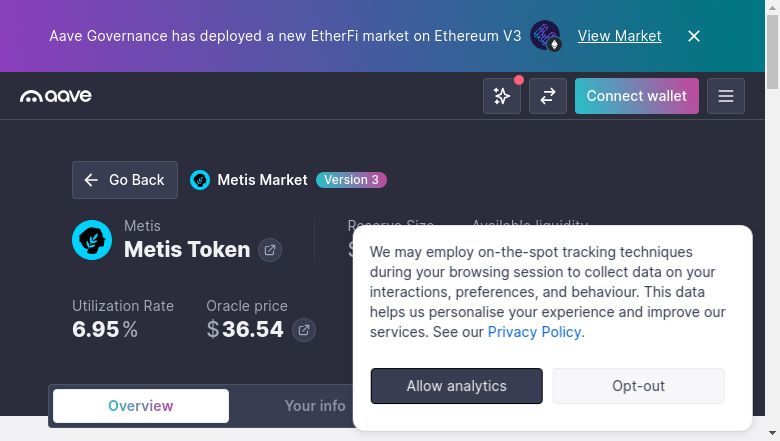 Aave Governance has deployed a new EtherFi market on Ethereum V3 View Market
aave
Connect wallet
Go Back
Metis Market
Version 3
Metis
Metis Token
Reserve Size
Available liquidity
$
Utilization Rate
6.95%
Oracle price
$36.54
We may employ on-the-spot tracking techniques
during your browsing session to collect data on your
interactions, preferences, and behaviour. This data
helps us personalise your experience and improve our
services. See our Privacy Policy.
Allow analytics
Opt-out
Overview
Your info